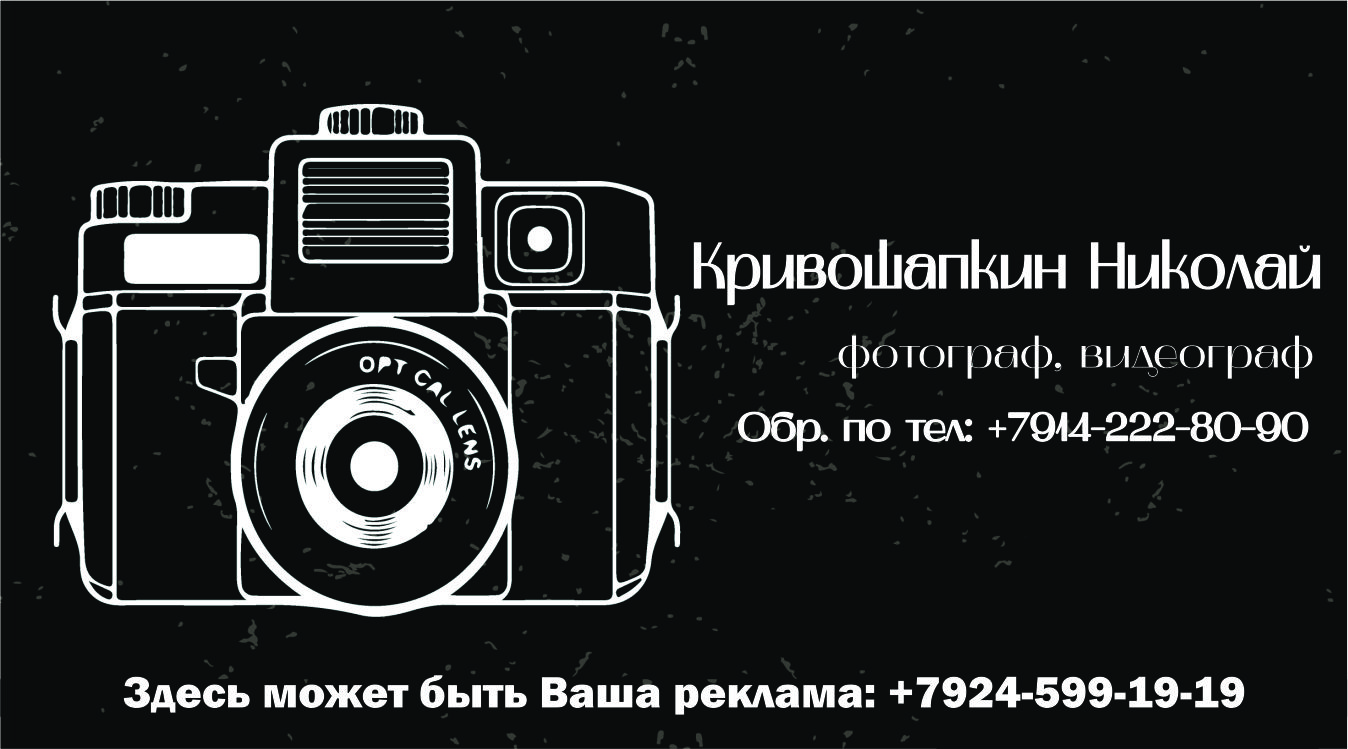 OPT CAL LENS
Кривошапкин Николай
фотограф, видеограф
Обр. по тел: +7914-222-80-90
Здесь может быть Ваша реклама: +7924-599-19-19